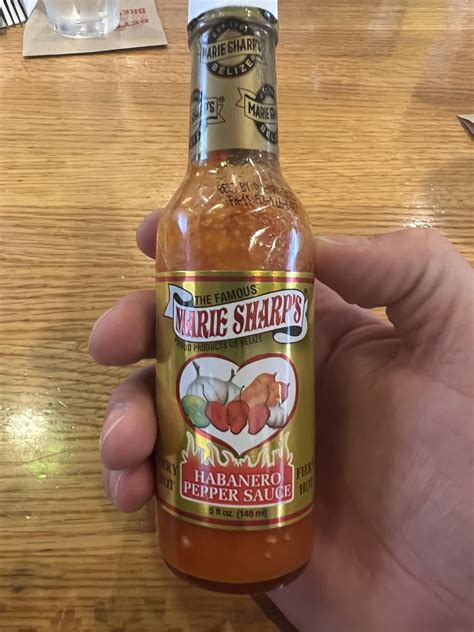 MARIE SHARP'S
BELIZE
THE FAMOUS
MARIE SHARP'S
PROUD PRODUCTS OF BELIZE
FIERY
HOT
HABANERO
PEPPER SAUCE
FIERY
HOT
5 fl oz. (148 ml)